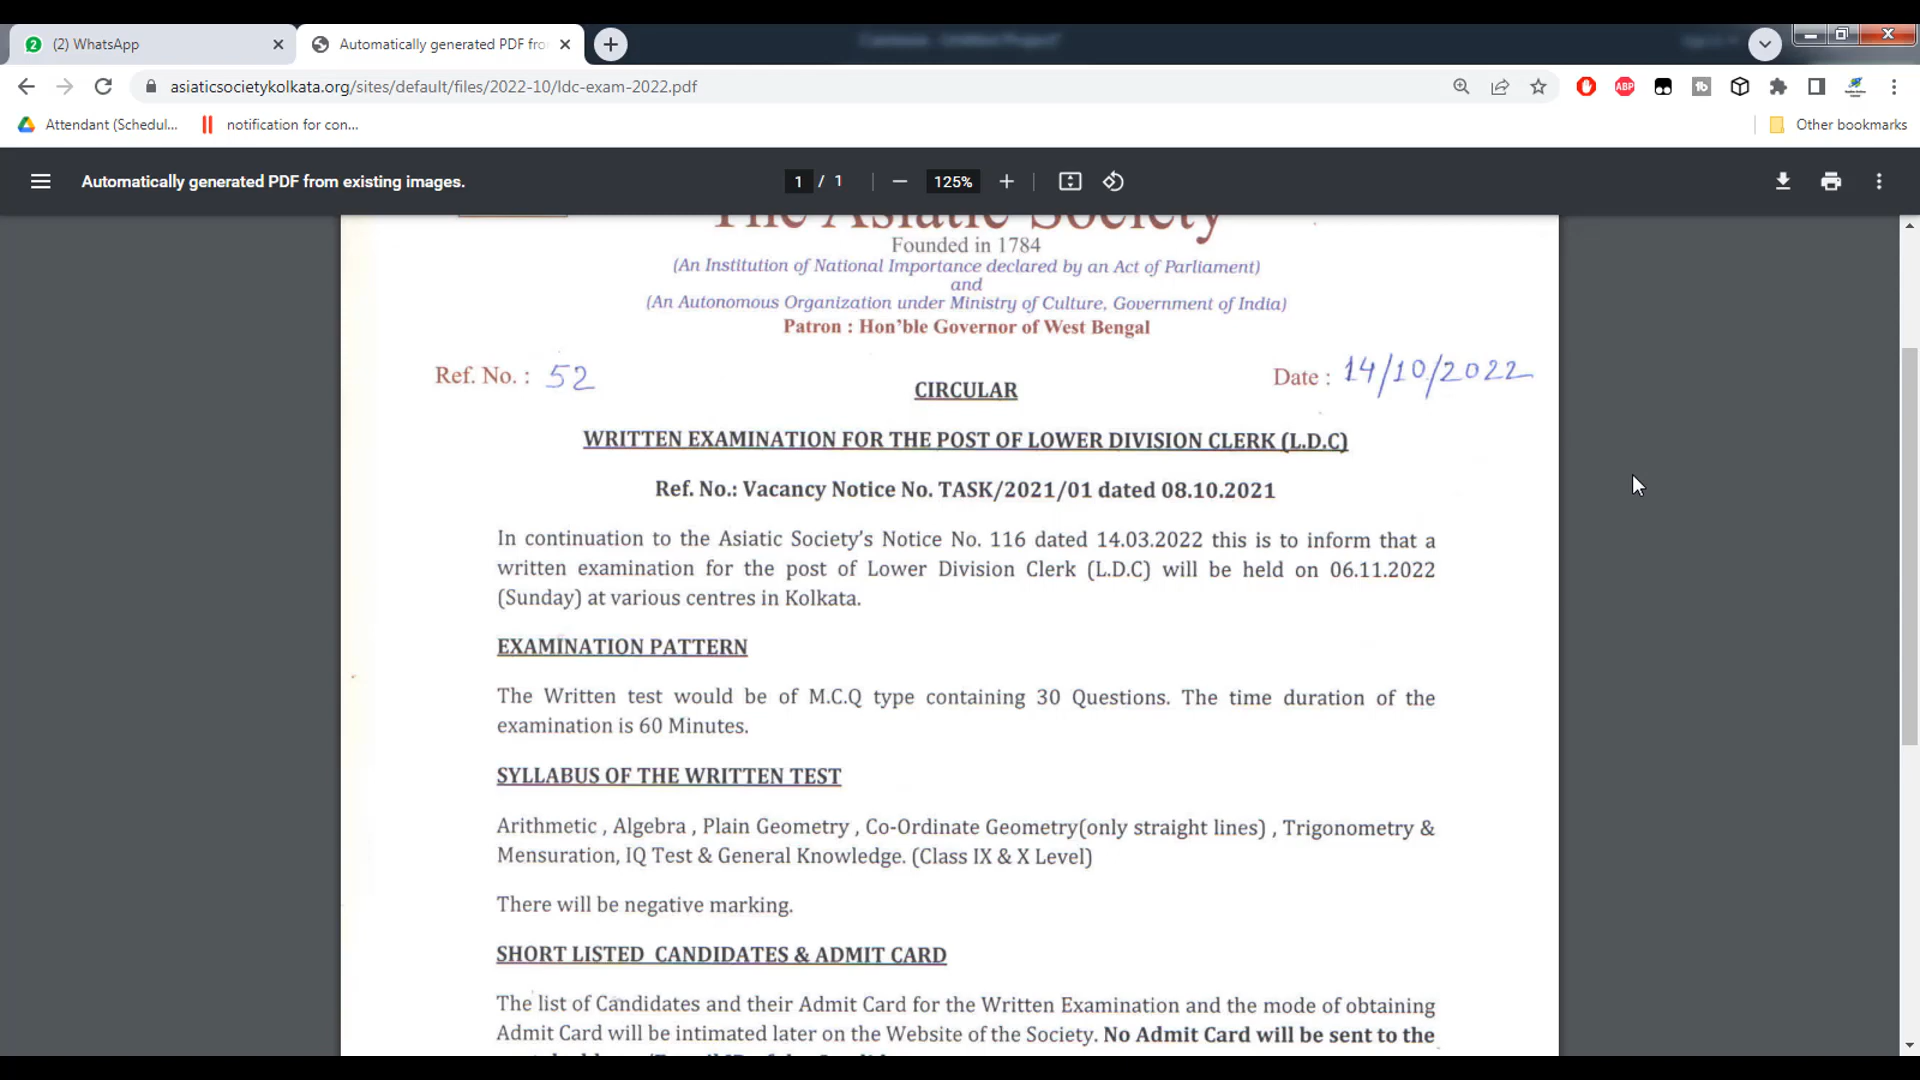 (2) WhatsApp
Automatically generated PDF fro
asiaticsocietykolkata.org/sites/default/files/2022-10/ldc-exam-2022.pdf
ABP
Attendant (Schedul...
notification for con...
Other bookmarks
Automatically generated PDF from existing images.
1 / 1
125%
The Asiatic Society
Founded in 1784
(An Institution of National Importance declared by an Act of Parliament)
and
(An Autonomous Organization under Ministry of Culture, Government of India)
Patron : Hon'ble Governor of West Bengal
Ref. No. : 52
Date : 14/10/2022
CIRCULAR
WRITTEN EXAMINATION FOR THE POST OF LOWER DIVISION CLERK (L.D.C)
Ref. No.: Vacancy Notice No. TASK/2021/01 dated 08.10.2021
In continuation to the Asiatic Society's Notice No. 116 dated 14.03.2022 this is to inform that a
written examination for the post of Lower Division Clerk (L.D.C) will be held on 06.11.2022
(Sunday) at various centres in Kolkata.
EXAMINATION PATTERN
The Written test would be of M.C.Q type containing 30 Questions. The time duration of the
examination is 60 Minutes.
SYLLABUS OF THE WRITTEN TEST
Arithmetic , Algebra , Plain Geometry , Co-Ordinate Geometry(only straight lines) , Trigonometry &
Mensuration, IQ Test & General Knowledge. (Class IX & X Level)
There will be negative marking.
SHORT LISTED CANDIDATES & ADMIT CARD
The list of Candidates and their Admit Card for the Written Examination and the mode of obtaining
Admit Card will be intimated later on the Website of the Society. No Admit Card will be sent to the